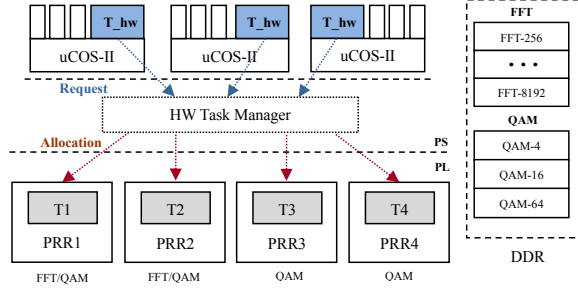 T_hw T_hw T_hw
uCOS-II uCOS-II uCOS-II
Request
HW Task Manager
Allocation
PS
PL
T1 T2 T3 T4
PRR1 PRR2 PRR3 PRR4
FFT/QAM FFT/QAM QAM QAM
FFT
FFT-256
• • •
FFT-8192
QAM
QAM-4
QAM-16
QAM-64
DDR